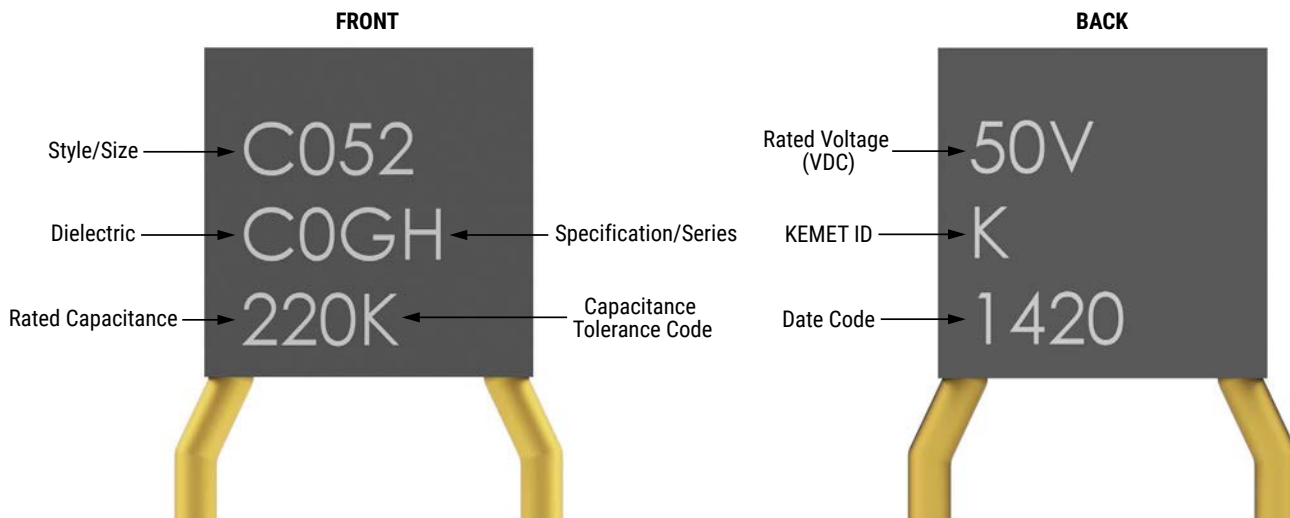 FRONT
Style/Size
C052
Dielectric
C0GH
Specification/Series
Rated Capacitance
220K
Capacitance
Tolerance Code
BACK
Rated Voltage
(VDC)
50V
KEMET ID
K
Date Code
1420